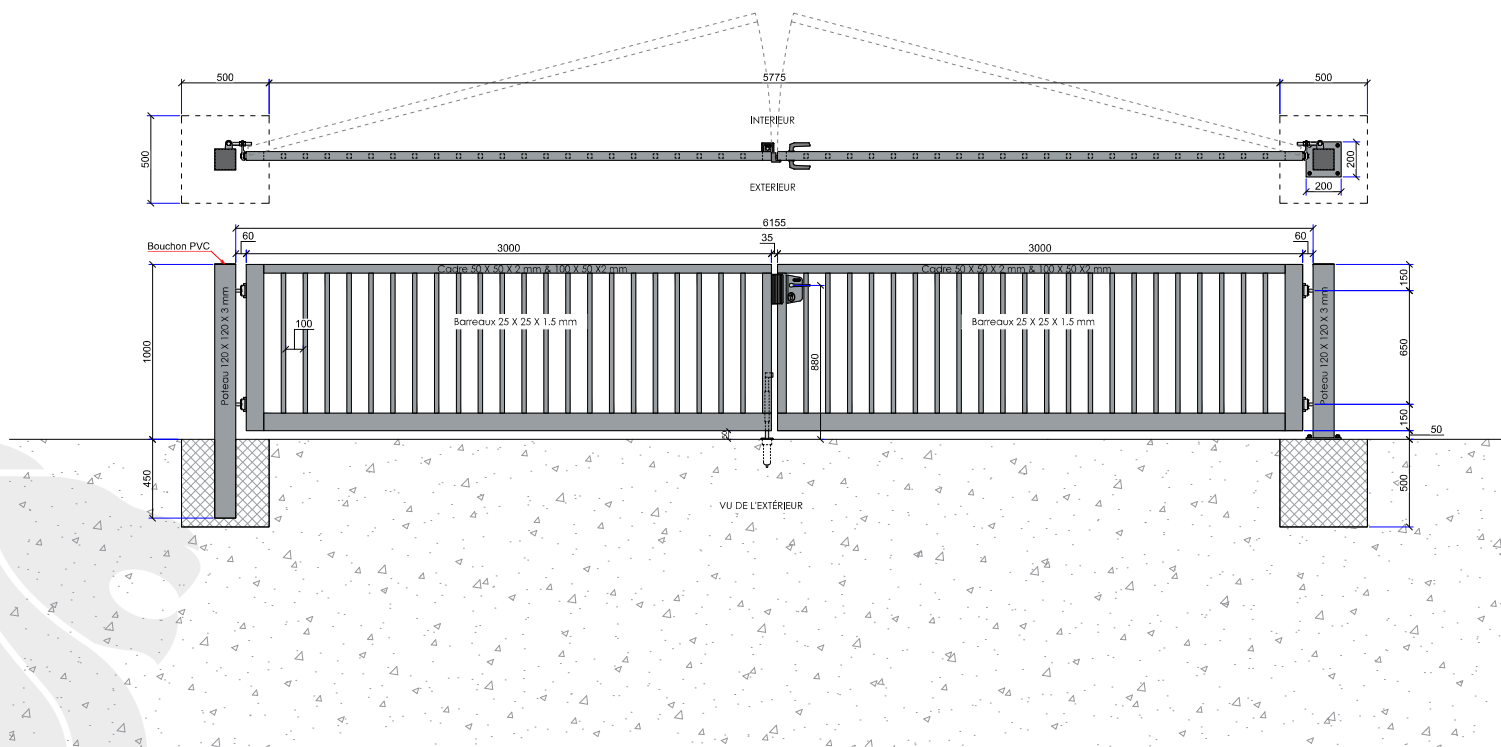 500
5775
500
INTERIEUR
500
EXTERIEUR
200
200
6155
Bouchon PVC
60
3000
35
3000
60
Cadre 50 X 50 X 2 mm & 100 X 50 X2 mm
Cadre 50 X 50 X 2 mm & 100 X 50 X2 mm
150
Poteau 120 X 120 X 3 mm
100
Barreaux 25 X 25 X 1.5 mm
Barreaux 25 X 25 X 1.5 mm
Poteau 120 X 120 X 3 mm
1000
880
650
150
50
50
450
500
VU DE L'EXTÉRIEUR